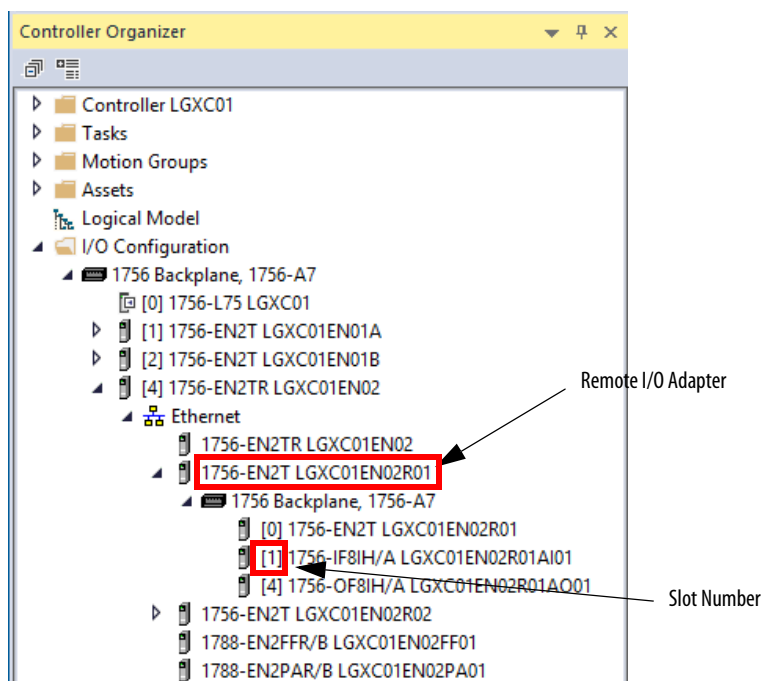 Controller Organizer
Controller LGXC01
Tasks
Motion Groups
Assets
Logical Model
I/O Configuration
1756 Backplane, 1756-A7
[0] 1756-L75 LGXC01
[1] 1756-EN2T LGXC01EN01A
[2] 1756-EN2T LGXC01EN01B
[4] 1756-EN2TR LGXC01EN02
Remote I/O Adapter
Ethernet
1756-EN2TR LGXC01EN02
1756-EN2T LGXC01EN02R01
1756 Backplane, 1756-A7
[0] 1756-EN2T LGXC01EN02R01
[1] 1756-IF8IH/A LGXC01EN02R01AI01
[4] 1756-OF8IH/A LGXC01EN02R01AO01
Slot Number
1756-EN2T LGXC01EN02R02
1788-EN2FFR/B LGXC01EN02FF01
1788-EN2PAR/B LGXC01EN02PA01